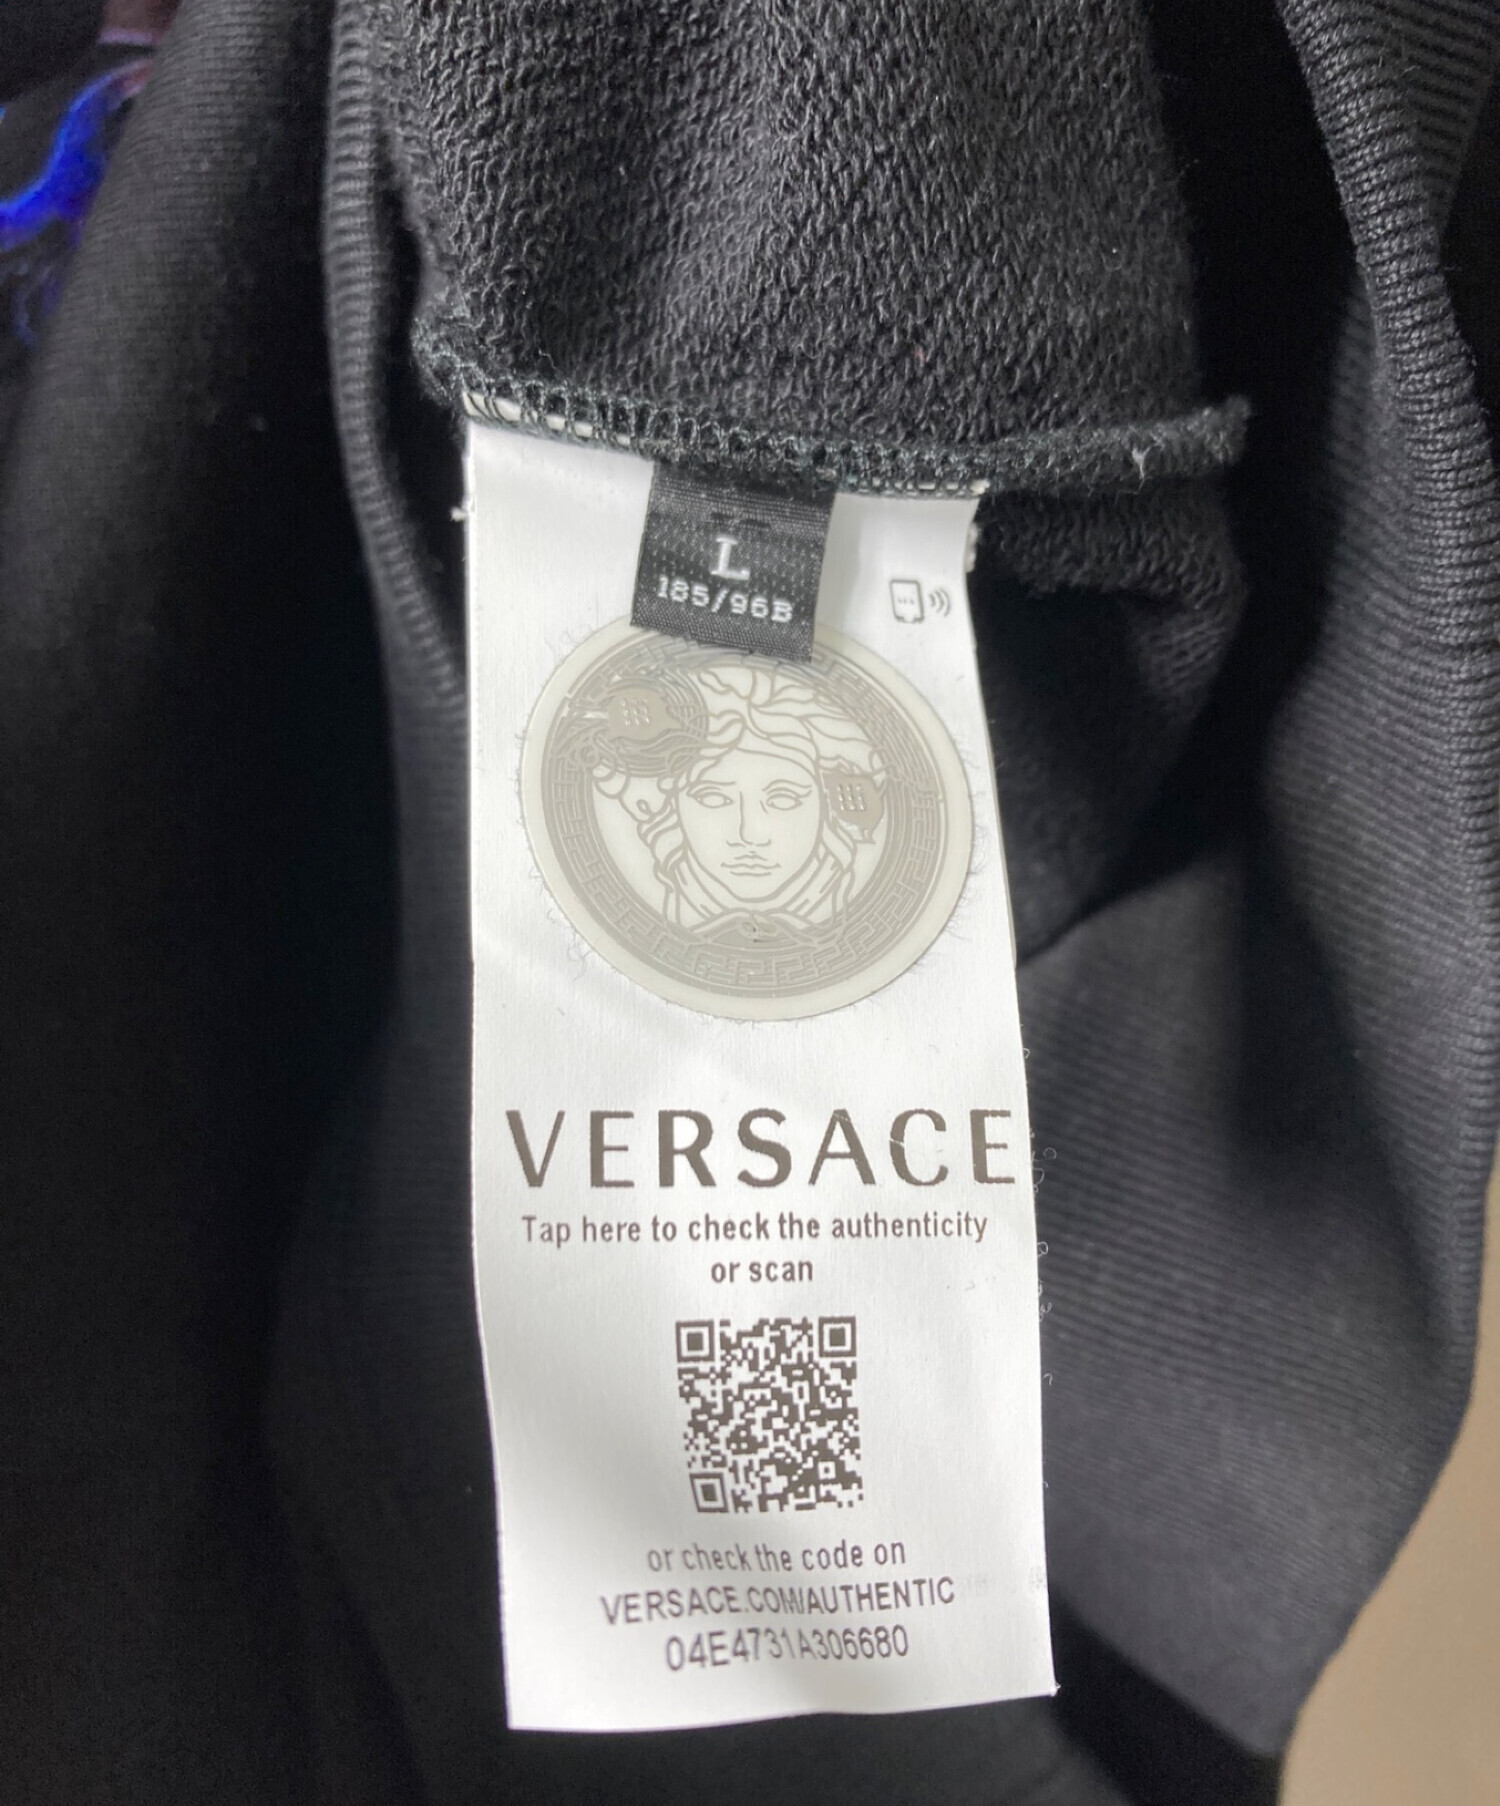 L
185/96B
VERSACE
Tap here to check the authenticity
or scan
or check the code on
VERSACE.COM/AUTHENTIC
04E4731A306680